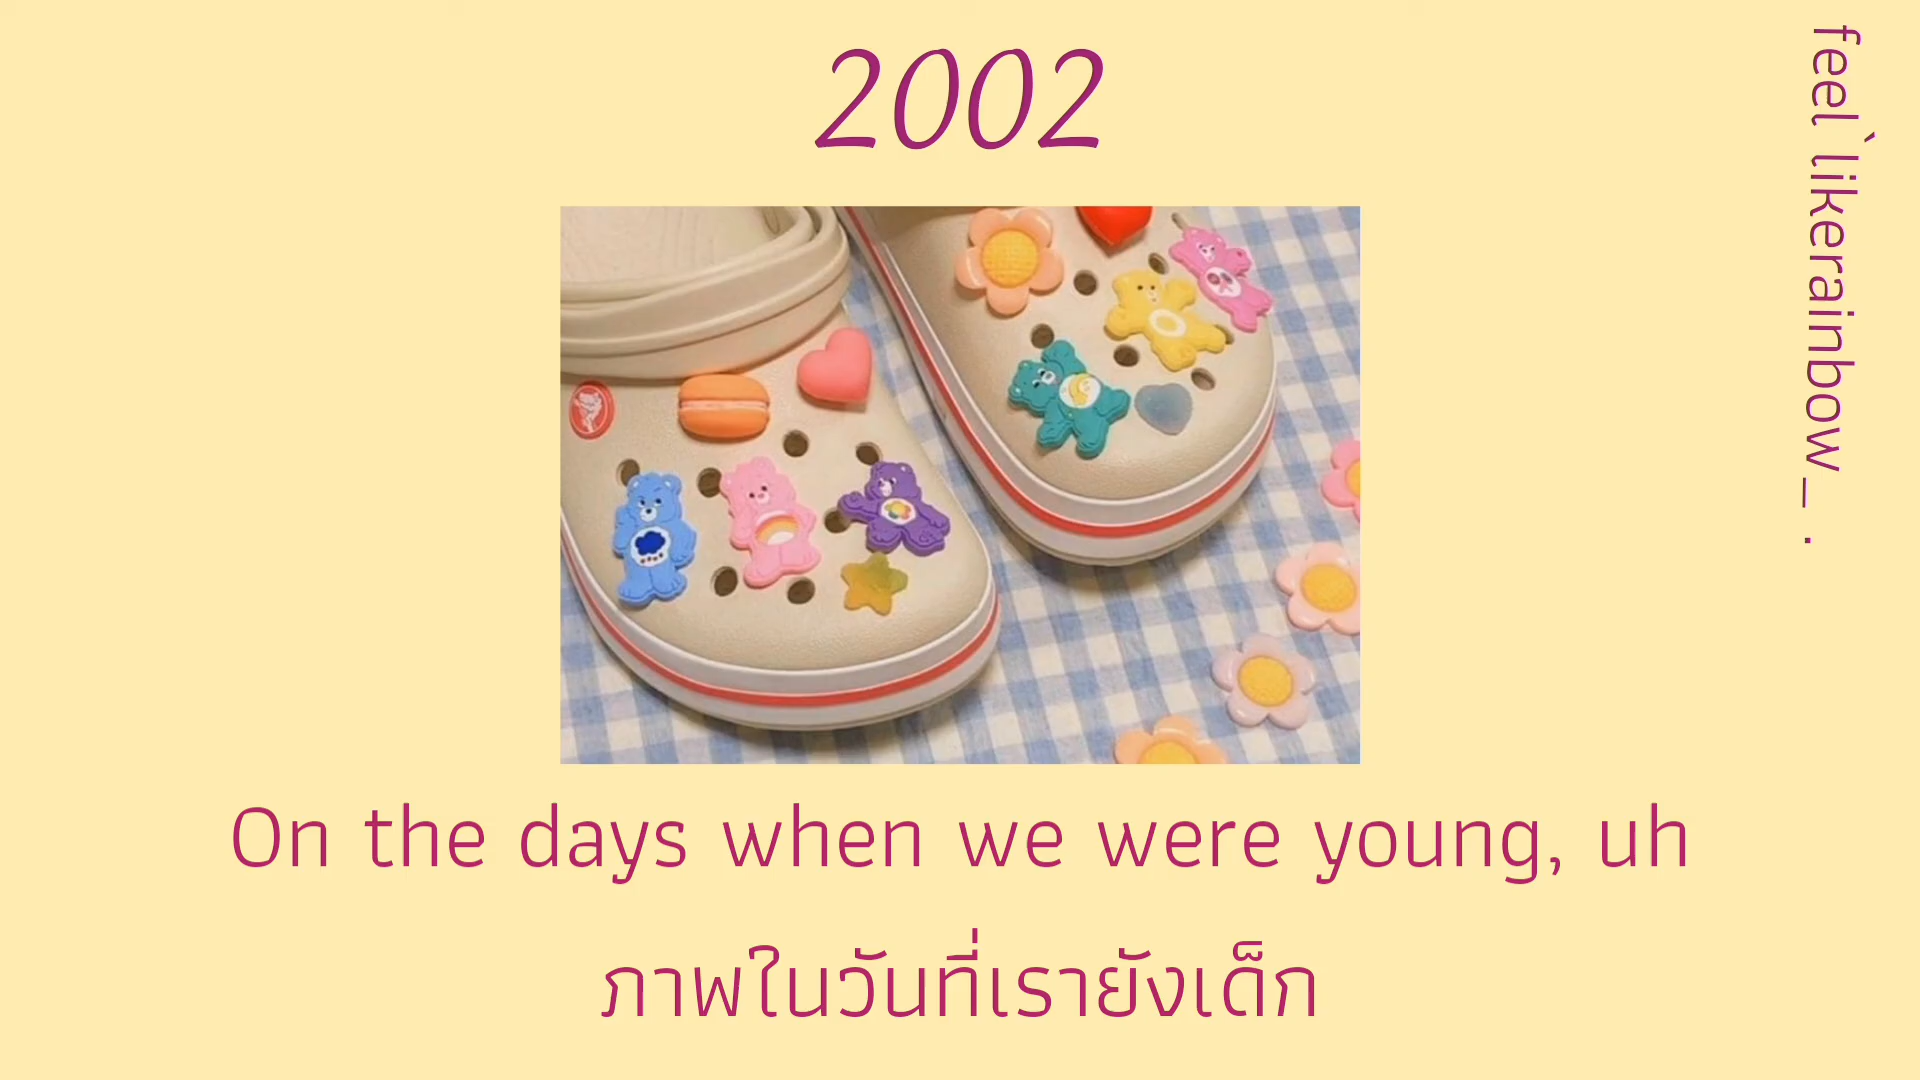 2002
feel`likerainbow_ .
On the days when we were young, uh
ภาพในวันที่เรายังเด็ก